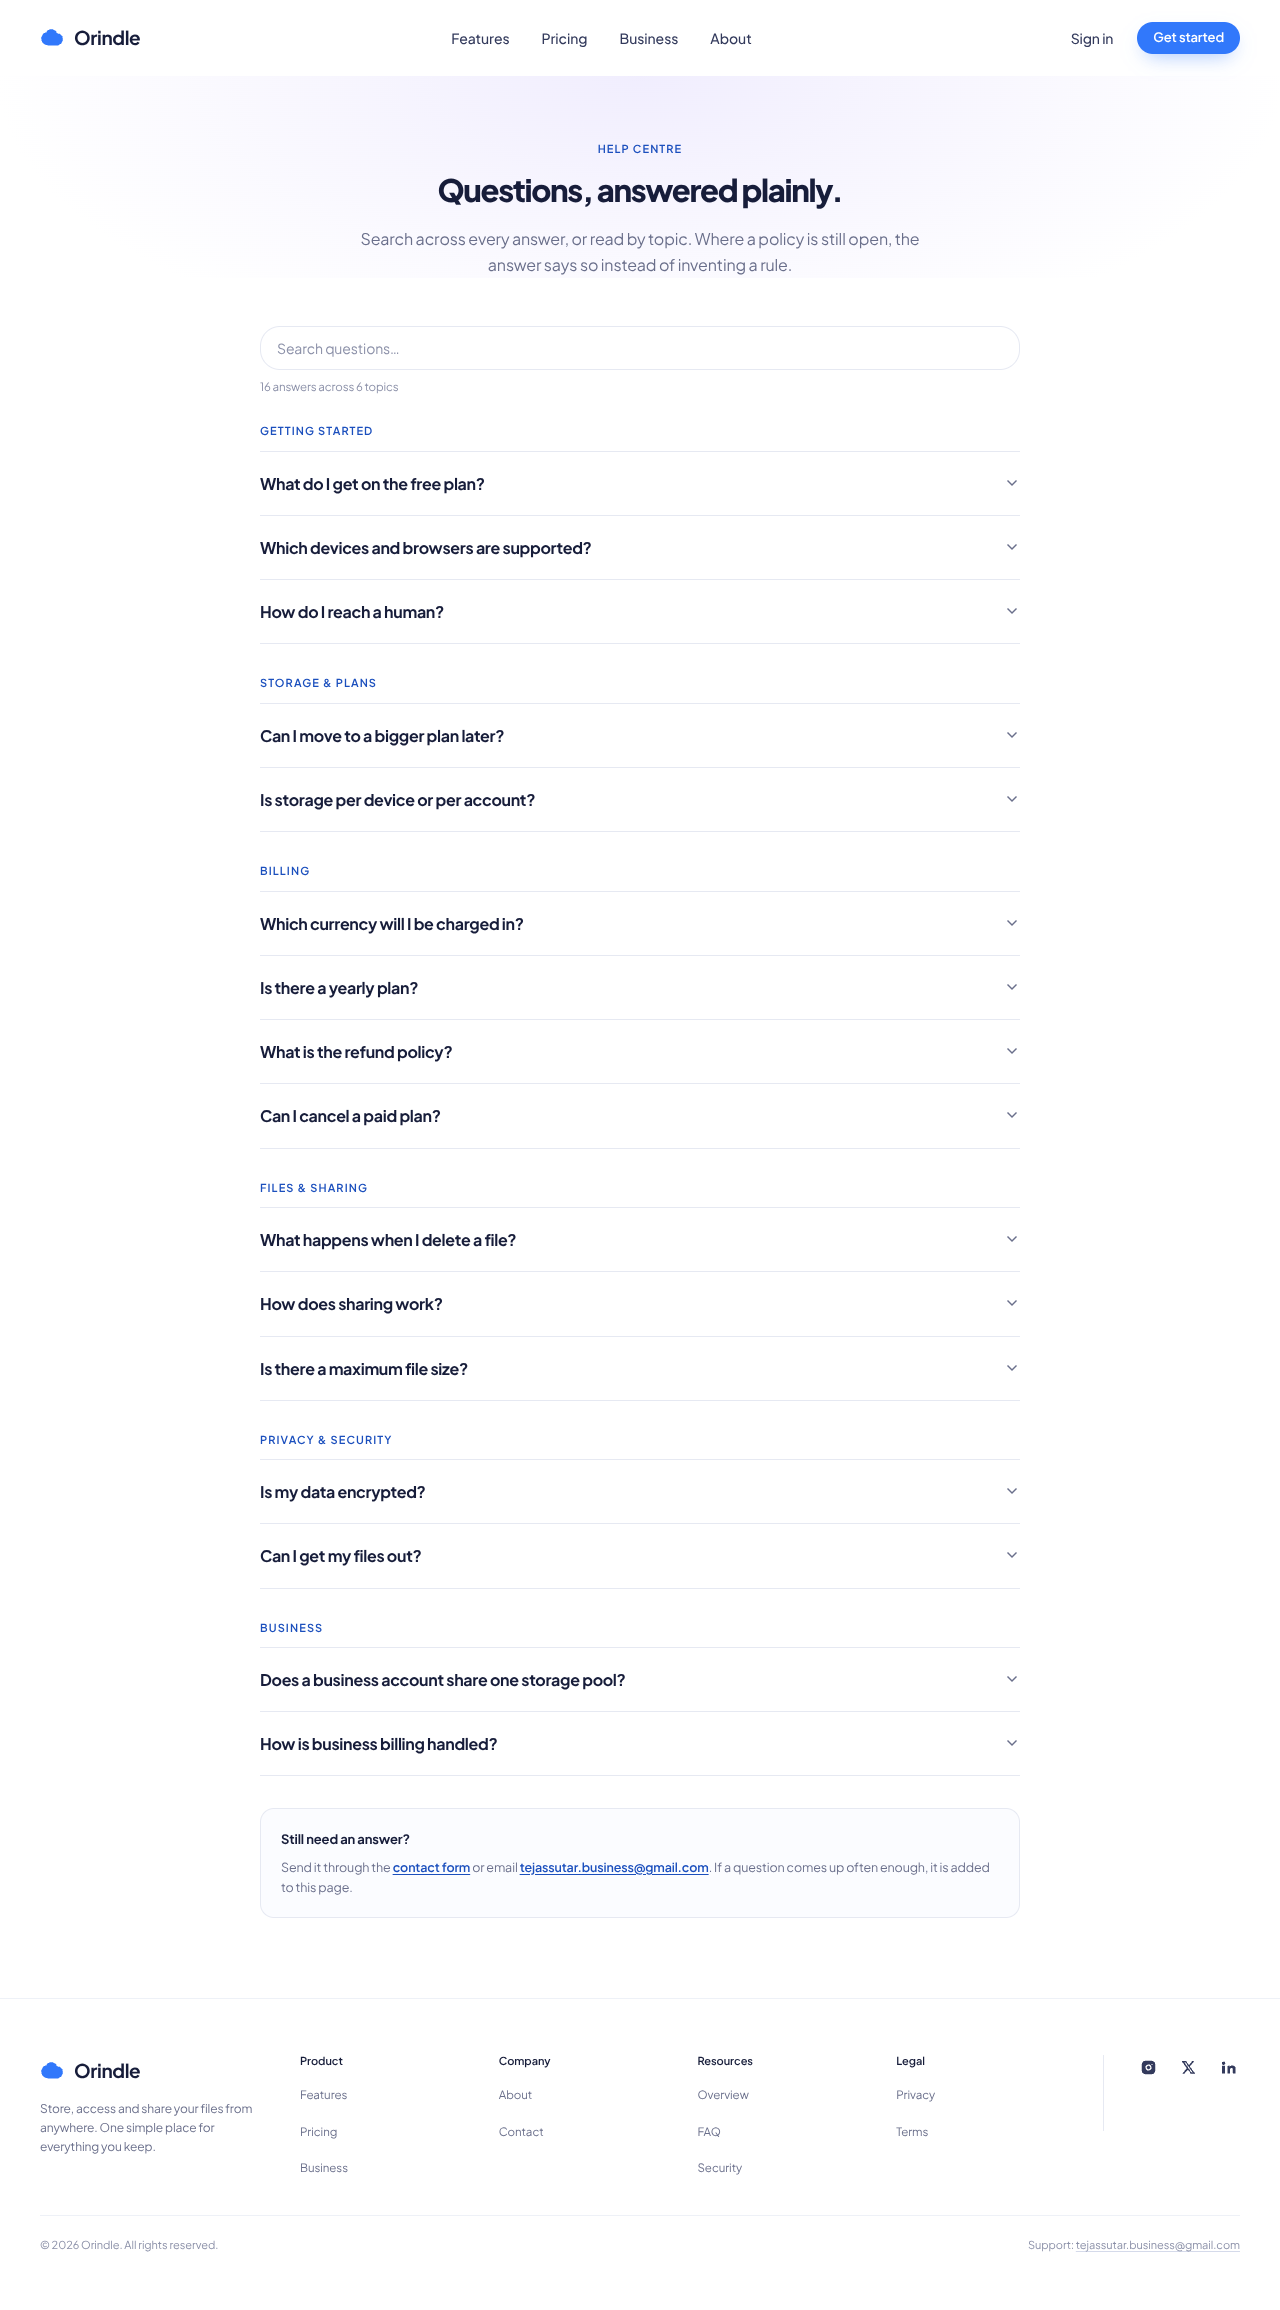 Orindle
Features
Pricing
Business
About
Sign in
Get started
HELP CENTRE
Questions, answered plainly.
Search across every answer, or read by topic. Where a policy is still open, the
answer says so instead of inventing a rule.
Search questions...
16 answers across 6 topics
GETTING STARTED
What do I get on the free plan?
Which devices and browsers are supported?
How do I reach a human?
STORAGE & PLANS
Can I move to a bigger plan later?
Is storage per device or per account?
BILLING
Which currency will I be charged in?
Is there a yearly plan?
What is the refund policy?
Can I cancel a paid plan?
FILES & SHARING
What happens when I delete a file?
How does sharing work?
Is there a maximum file size?
PRIVACY & SECURITY
Is my data encrypted?
Can I get my files out?
BUSINESS
Does a business account share one storage pool?
How is business billing handled?
Still need an answer?
Send it through the contact form or email tejassutar.business@gmail.com. If a question comes up often enough, it is added
to this page.
Orindle
Store, access and share your files from
anywhere. One simple place for
everything you keep.
Product
Features
Pricing
Business
Company
About
Contact
Resources
Overview
FAQ
Security
Legal
Privacy
Terms
© 2026 Orindle. All rights reserved.
Support: tejassutar.business@gmail.com